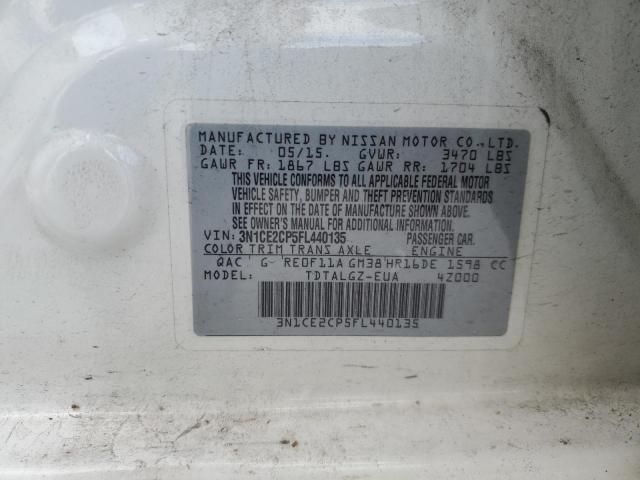 MANUFACTURED BY NISSAN MOTOR CO., LTD.
DATE: 05/15. GVWR: 3470 LBS
GAWR FR: 1867 LBS GAWR RR: 1704 LBS
THIS VEHICLE CONFORMS TO ALL APPLICABLE FEDERAL MOTOR
VEHICLE SAFETY, BUMPER AND THEFT PREVENTION STANDARDS
IN EFFECT ON THE DATE OF MANUFACTURE SHOWN ABOVE.
SEE OWNER'S MANUAL FOR ADDITIONAL INFORMATION.
VIN: 3N1CE2CP5FL440135 PASSENGER CAR.
COLOR TRIM TRANS AXLE ENGINE
QAC G RE0F11A GM38 HR16DE 1598 CC
MODEL: TDTALGZ-EUA 4Z000
3N1CE2CP5FL440135